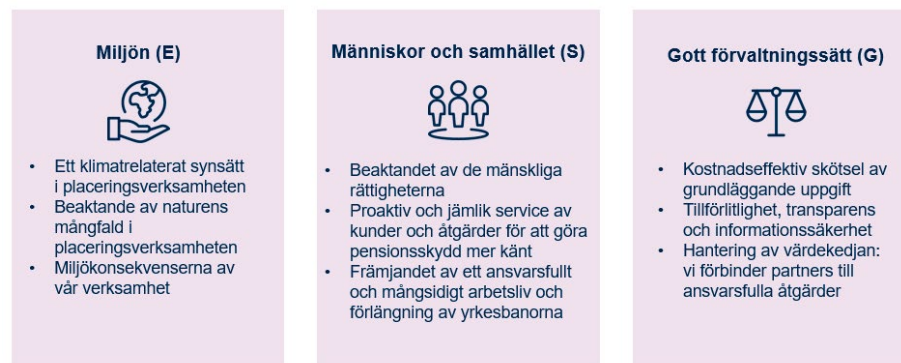 Miljön (E)
• Ett klimatrelaterat synsätt
i placeringsverksamheten
• Beaktande av naturens
mångfald i
placeringsverksamheten
• Miljökonsekvenserna av
vår verksamhet
Människor och samhället (S)
• Beaktandet av de mänskliga
rättigheterna
• Proaktiv och jämlik service av
kunder och åtgärder för att göra
pensionsskydd mer känt
• Främjandet av ett ansvarsfullt
och mångsidigt arbetsliv och
förlängning av yrkesbanorna
Gott förvaltningssätt (G)
• Kostnadseffektiv skötsel av
grundläggande uppgift
• Tillförlitlighet, transparens
och informationssäkerhet
• Hantering av värdekedjan:
vi förbinder partners till
ansvarsfulla åtgärder